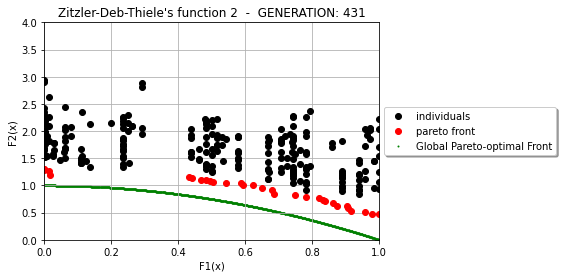 Zitzler-Deb-Thiele's function 2 - GENERATION: 431
4.0
3.5
3.0
2.5
2.0
1.5
1.0
0.5
0.0
F2(x)
0.0 0.2 0.4 0.6 0.8 1.0
F1(x)
individuals
pareto front
Global Pareto-optimal Front